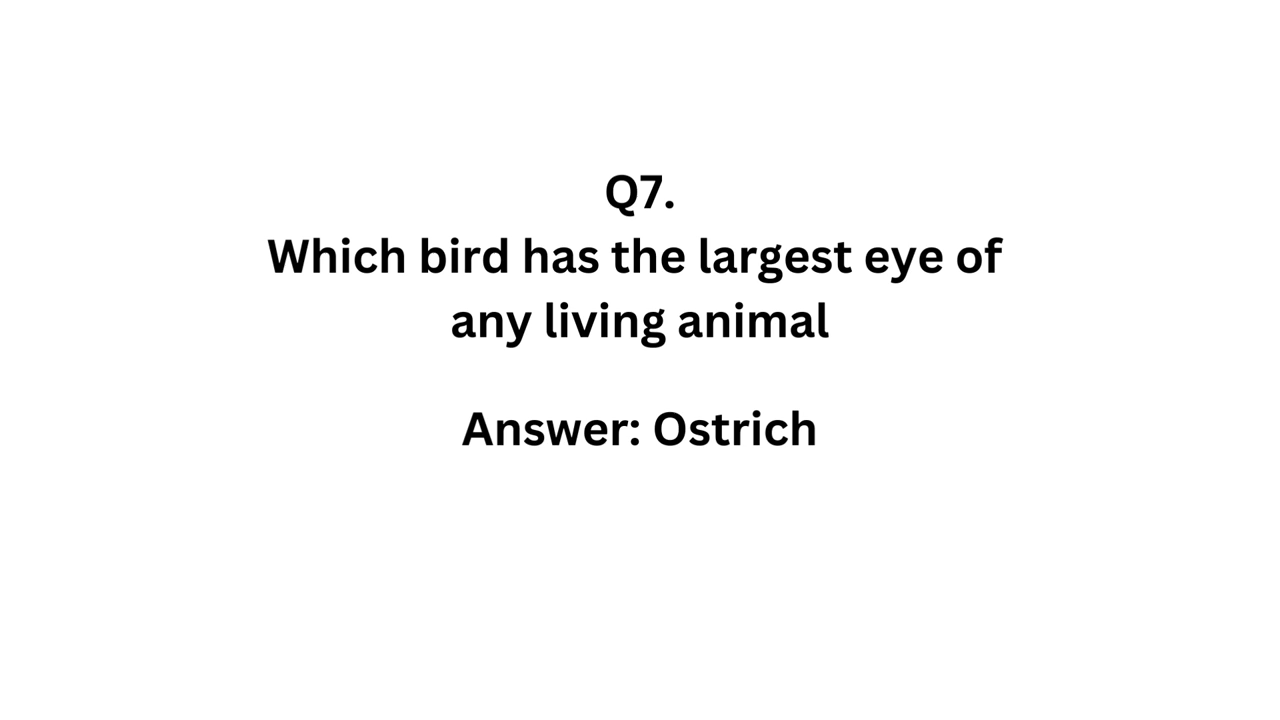 Q7.
Which bird has the largest eye of
any living animal
Answer: Ostrich